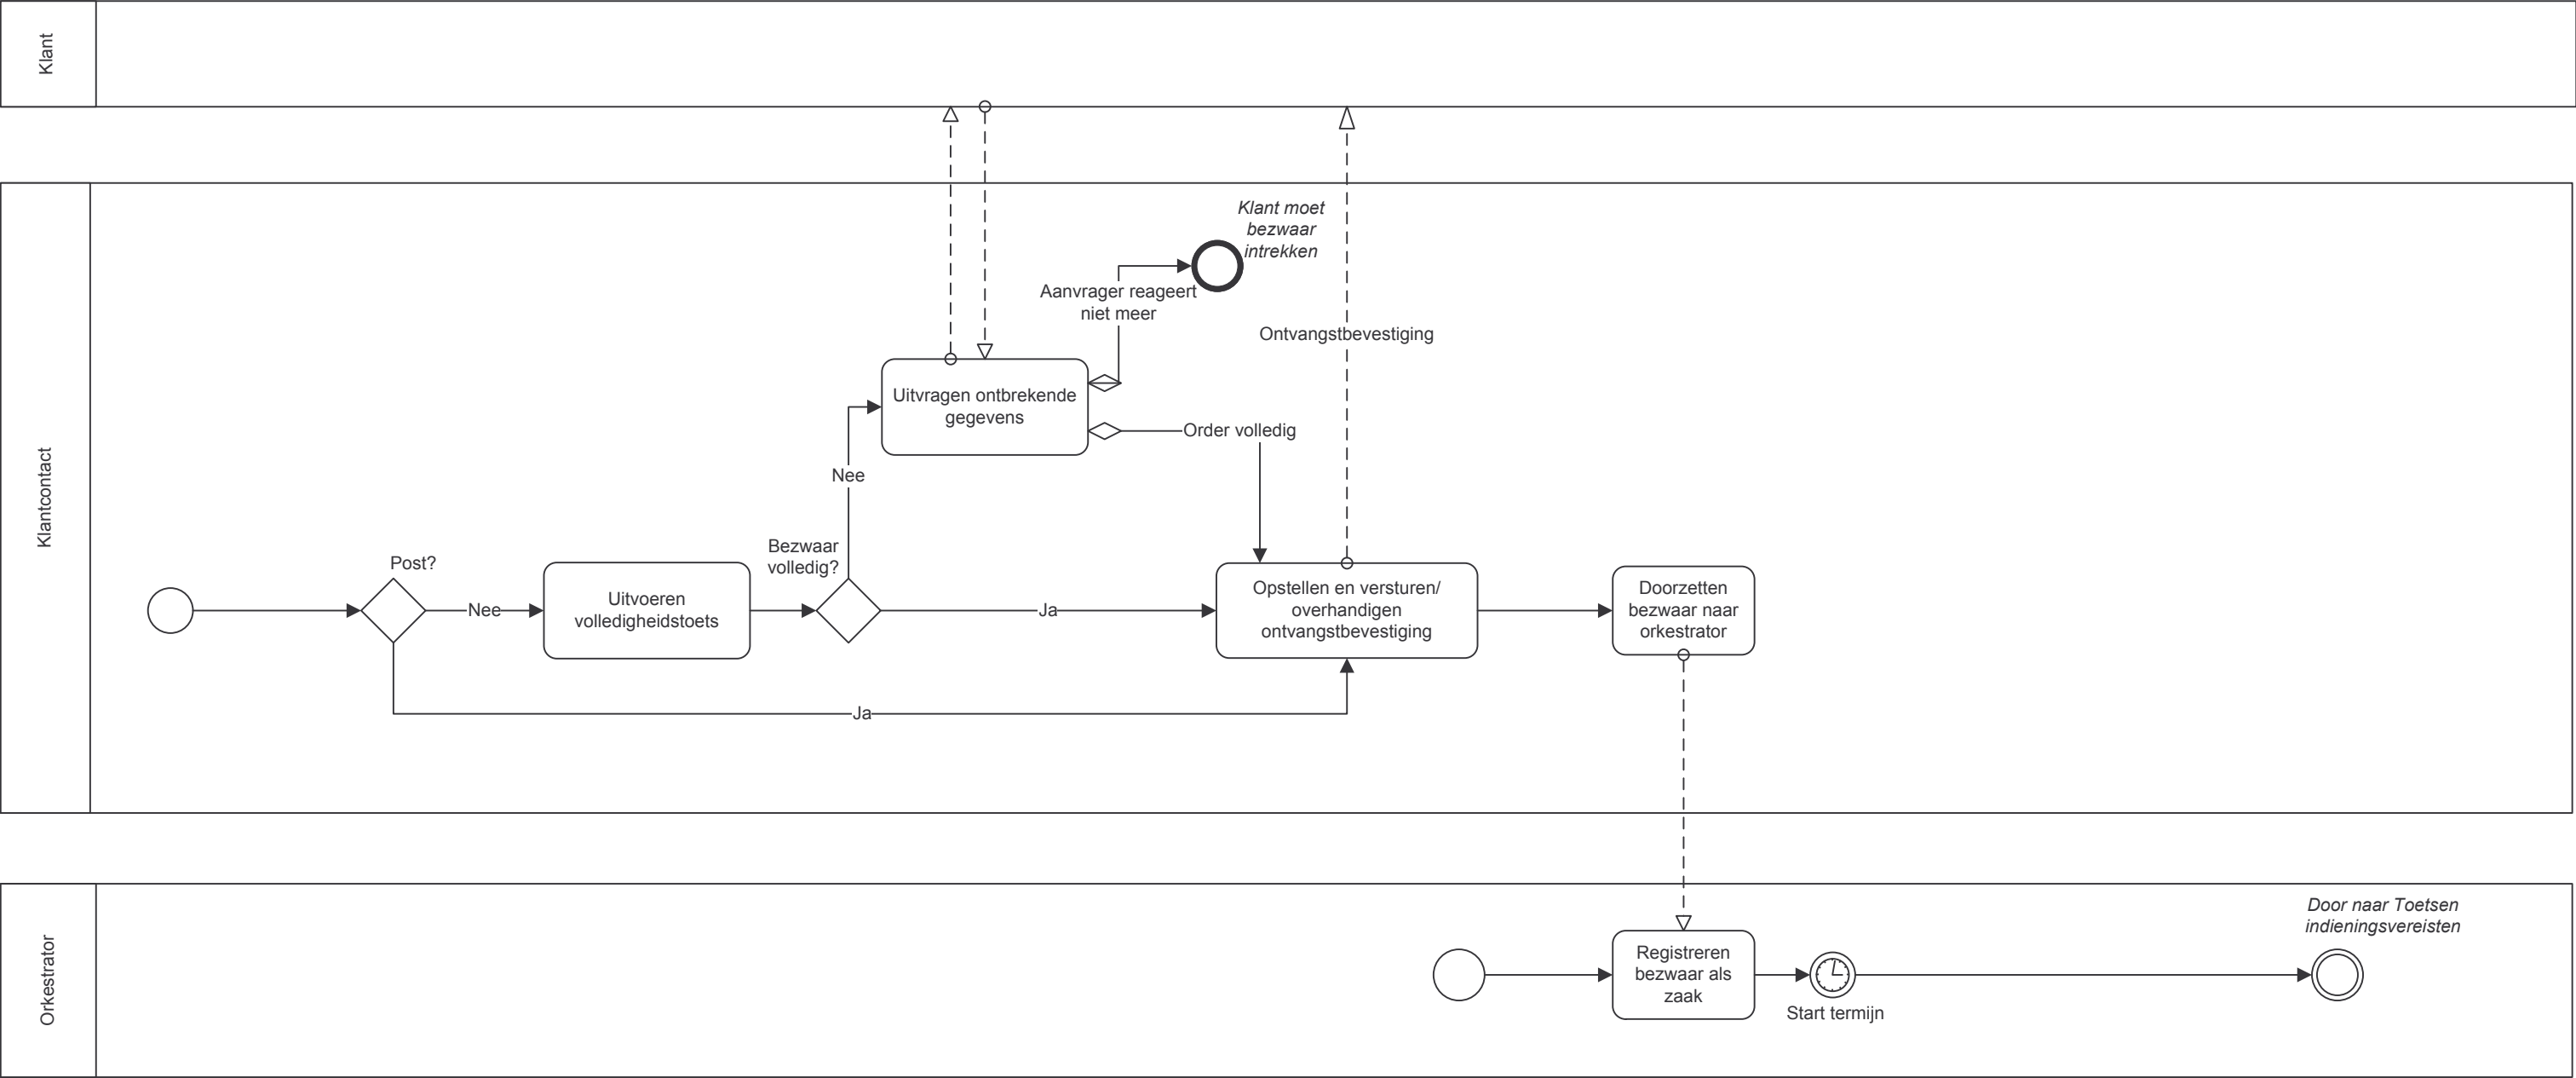 Klant
Klantcontact
Klant moet
bezwaar
intrekken
Aanvrager reageert
niet meer
Ontvangstbevestiging
Uitvragen ontbrekende
gegevens
Order volledig
Nee
Post?
Bezwaar
volledig?
Nee
Uitvoeren
volledigheidstoets
Ja
Opstellen en versturen/
overhandigen
ontvangstbevestiging
Doorzetten
bezwaar naar
orkestrator
Ja
Orkestrator
Door naar Toetsen
indieningsvereisten
Registreren
bezwaar als
zaak
Start termijn